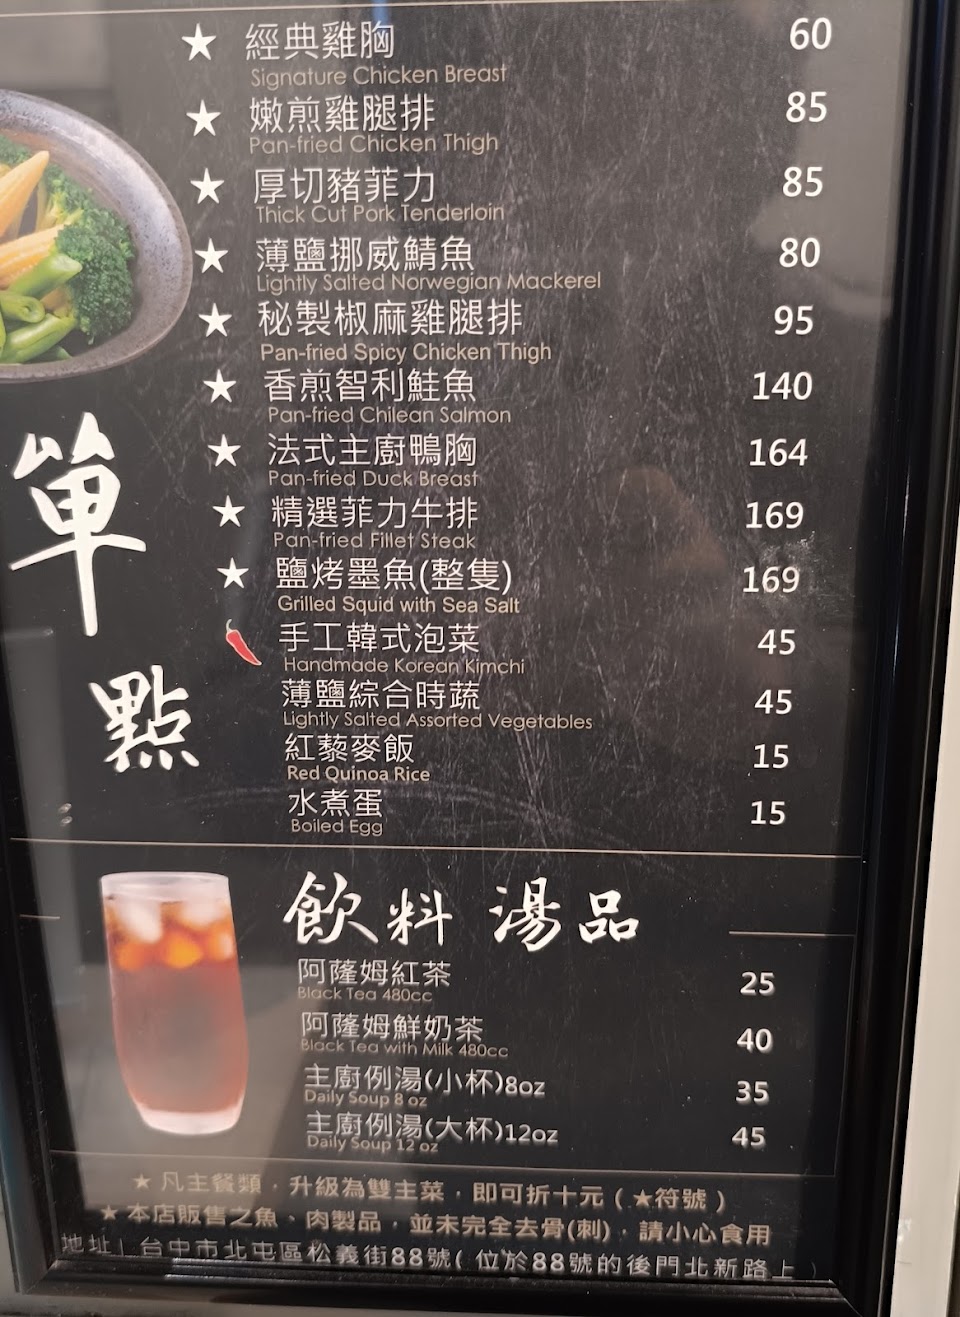 ★ 經典雞胸 60
Signature Chicken Breast
★ 嫩煎雞腿排 85
Pan-fried Chicken Thigh
★ 厚切豬菲力 85
Thick Cut Pork Tenderloin
★ 薄鹽挪威鯖魚 80
Lightly Salted Norwegian Mackerel
★ 秘製椒麻雞腿排 95
Pan-fried Spicy Chicken Thigh
★ 香煎智利鮭魚 140
Pan-fried Chilean Salmon
★ 法式主廚鴨胸 164
Pan-fried Duck Breast
★ 精選菲力牛排 169
Pan-fried Fillet Steak
★ 鹽烤墨魚(整隻) 169
Grilled Squid with Sea Salt
手工韓式泡菜 45
Handmade Korean Kimchi
薄鹽綜合時蔬 45
Lightly Salted Assorted Vegetables
紅藜麥飯 15
Red Quinoa Rice
水煮蛋 15
Boiled Egg
單點
飲料 湯品
阿薩姆紅茶 25
Black Tea 480cc
阿薩姆鮮奶茶 40
Black Tea with Milk 480cc
主廚例湯(小杯)8oz 35
Daily Soup 8 oz
主廚例湯(大杯)12oz 45
Daily Soup 12 oz
★ 凡主餐類，升級為雙主菜，即可折十元（★符號）
★ 本店販售之魚、肉製品，並未完全去骨(刺)，請小心食用
地址| 台中市北屯區松義街88號( 位於88號的後門北新路上 )